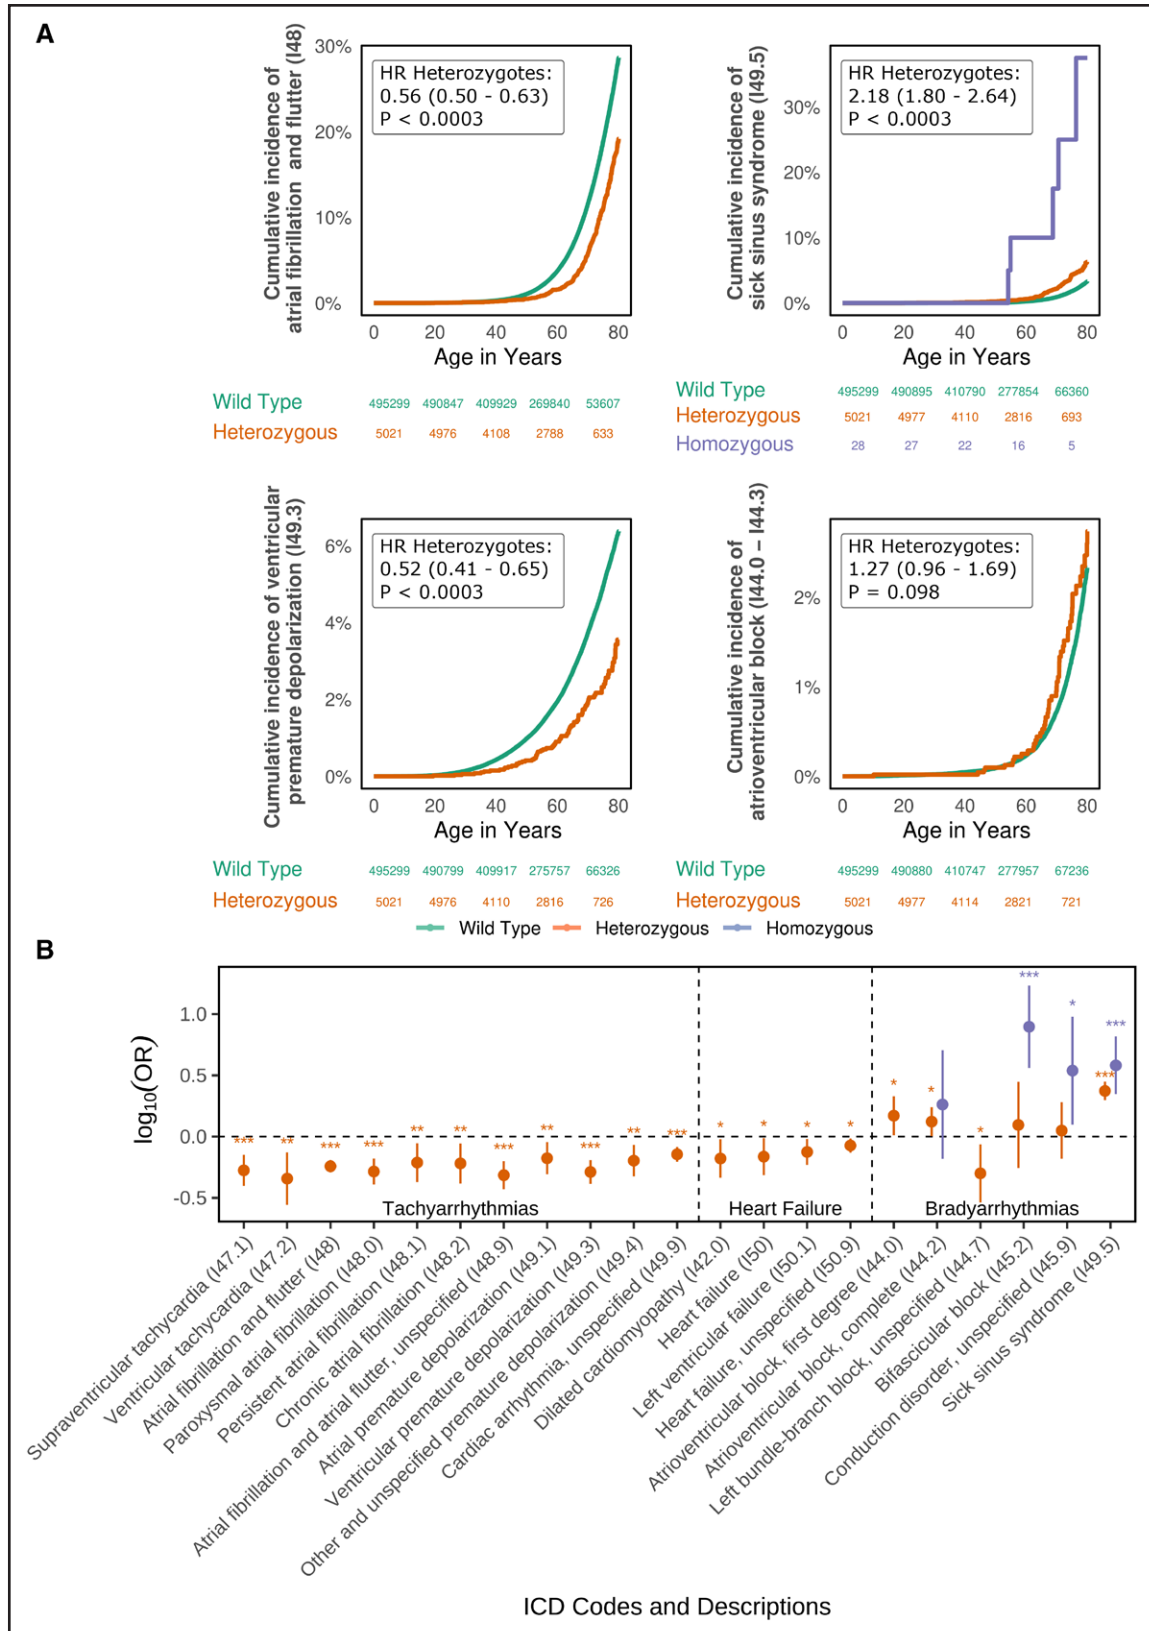 A
Cumulative incidence of
atrial fibrillation and flutter (I48)
30%
20%
10%
0%
HR Heterozygotes:
0.56 (0.50 - 0.63)
P < 0.0003
0 20 40 60 80
Age in Years
Wild Type 495299 490847 409929 269840 53607
Heterozygous 5021 4976 4108 2788 633
Cumulative incidence of
sick sinus syndrome (I49.5)
30%
20%
10%
0%
HR Heterozygotes:
2.18 (1.80 - 2.64)
P < 0.0003
0 20 40 60 80
Age in Years
Wild Type 495299 490895 410790 277854 66360
Heterozygous 5021 4977 4110 2816 693
Homozygous 28 27 22 16 5
Cumulative incidence of ventricular
premature depolarization (I49.3)
6%
4%
2%
0%
HR Heterozygotes:
0.52 (0.41 - 0.65)
P < 0.0003
0 20 40 60 80
Age in Years
Wild Type 495299 490799 409917 275757 66326
Heterozygous 5021 4976 4110 2816 726
Cumulative incidence of
atrioventricular block (I44.0 – I44.3)
2%
1%
0%
HR Heterozygotes:
1.27 (0.96 - 1.69)
P = 0.098
0 20 40 60 80
Age in Years
Wild Type 495299 490880 410747 277957 67236
Heterozygous 5021 4977 4114 2821 721
Wild Type Heterozygous Homozygous
B
log10(OR)
1.0
0.5
0.0
-0.5
*** ** *** *** ** ** *** ** *** ** *** * * * * * * * *** * *** ***
Tachyarrhythmias Heart Failure Bradyarrhythmias
Supraventricular tachycardia (I47.1)
Ventricular tachycardia (I47.2)
Atrial fibrillation and flutter (I48)
Paroxysmal atrial fibrillation (I48.0)
Persistent atrial fibrillation (I48.1)
Chronic atrial fibrillation (I48.2)
Atrial fibrillation and atrial flutter, unspecified (I48.9)
Atrial premature depolarization (I49.1)
Ventricular premature depolarization (I49.3)
Other and unspecified premature depolarization (I49.4)
Cardiac arrhythmia, unspecified (I49.9)
Dilated cardiomyopathy (I42.0)
Heart failure (I50)
Left ventricular failure (I50.1)
Heart failure, unspecified (I50.9)
Atrioventricular block, first degree (I44.0)
Atrioventricular block, complete (I44.2)
Left bundle-branch block, unspecified (I44.7)
Bifascicular block (I45.2)
Conduction disorder, unspecified (I45.9)
Sick sinus syndrome (I49.5)
ICD Codes and Descriptions